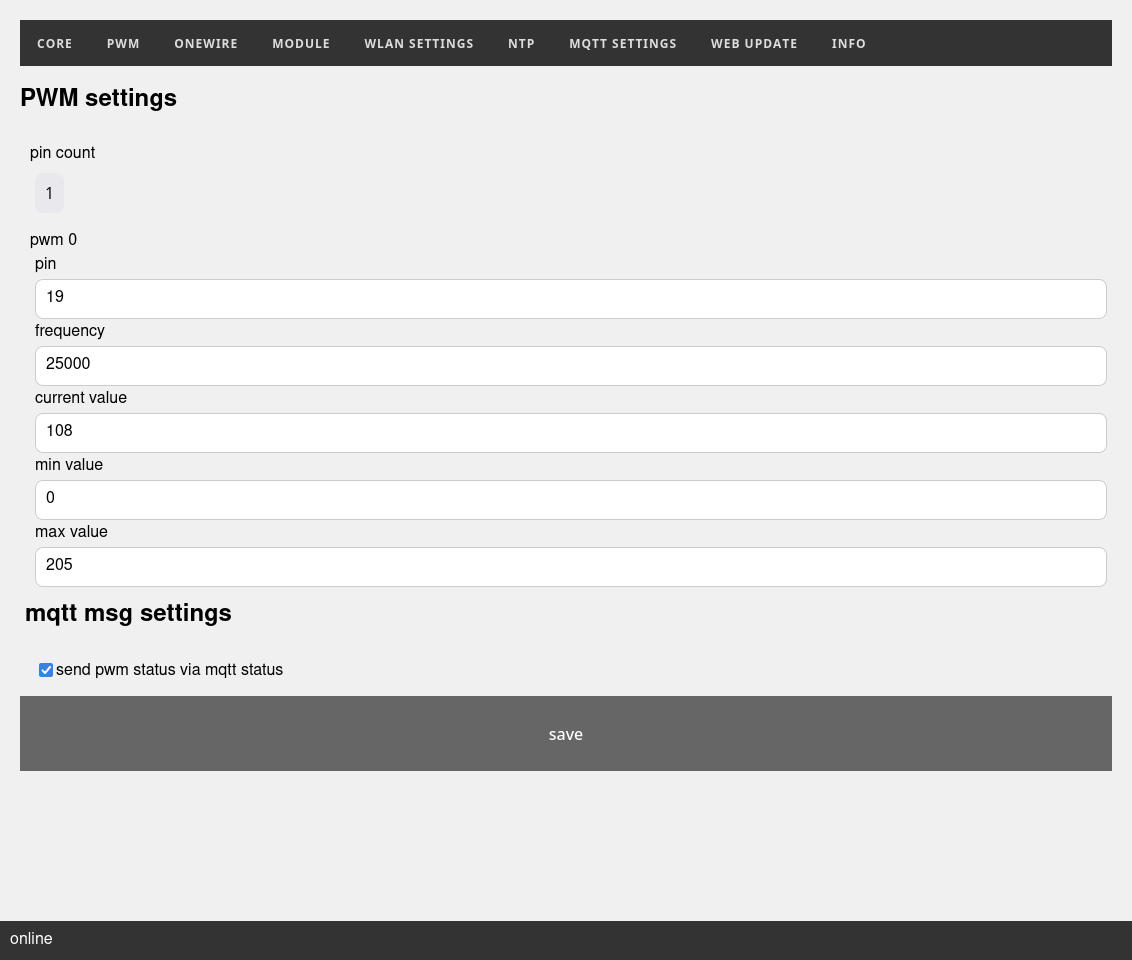 CORE PWM ONEWIRE MODULE WLAN SETTINGS NTP MQTT SETTINGS WEB UPDATE INFO
PWM settings
pin count
1
pwm 0
pin
19
frequency
25000
current value
108
min value
0
max value
205
mqtt msg settings
send pwm status via mqtt status
save
online